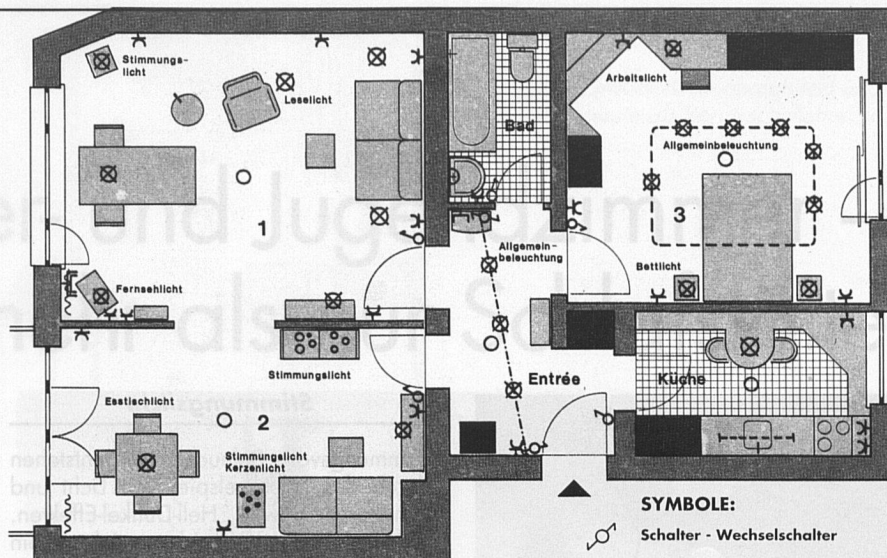 Stimmungs-
licht
Leselicht
1
Fernsehlicht
Bad
Allgemein-
beleuchtung
Arbeitslicht
Allgemeinbeleuchtung
3
Bettlicht
Stimmungslicht
Esstischlicht
2
Stimmungslicht
Kerzenlicht
Entrée
Küche
SYMBOLE:
Schalter - Wechselschalter